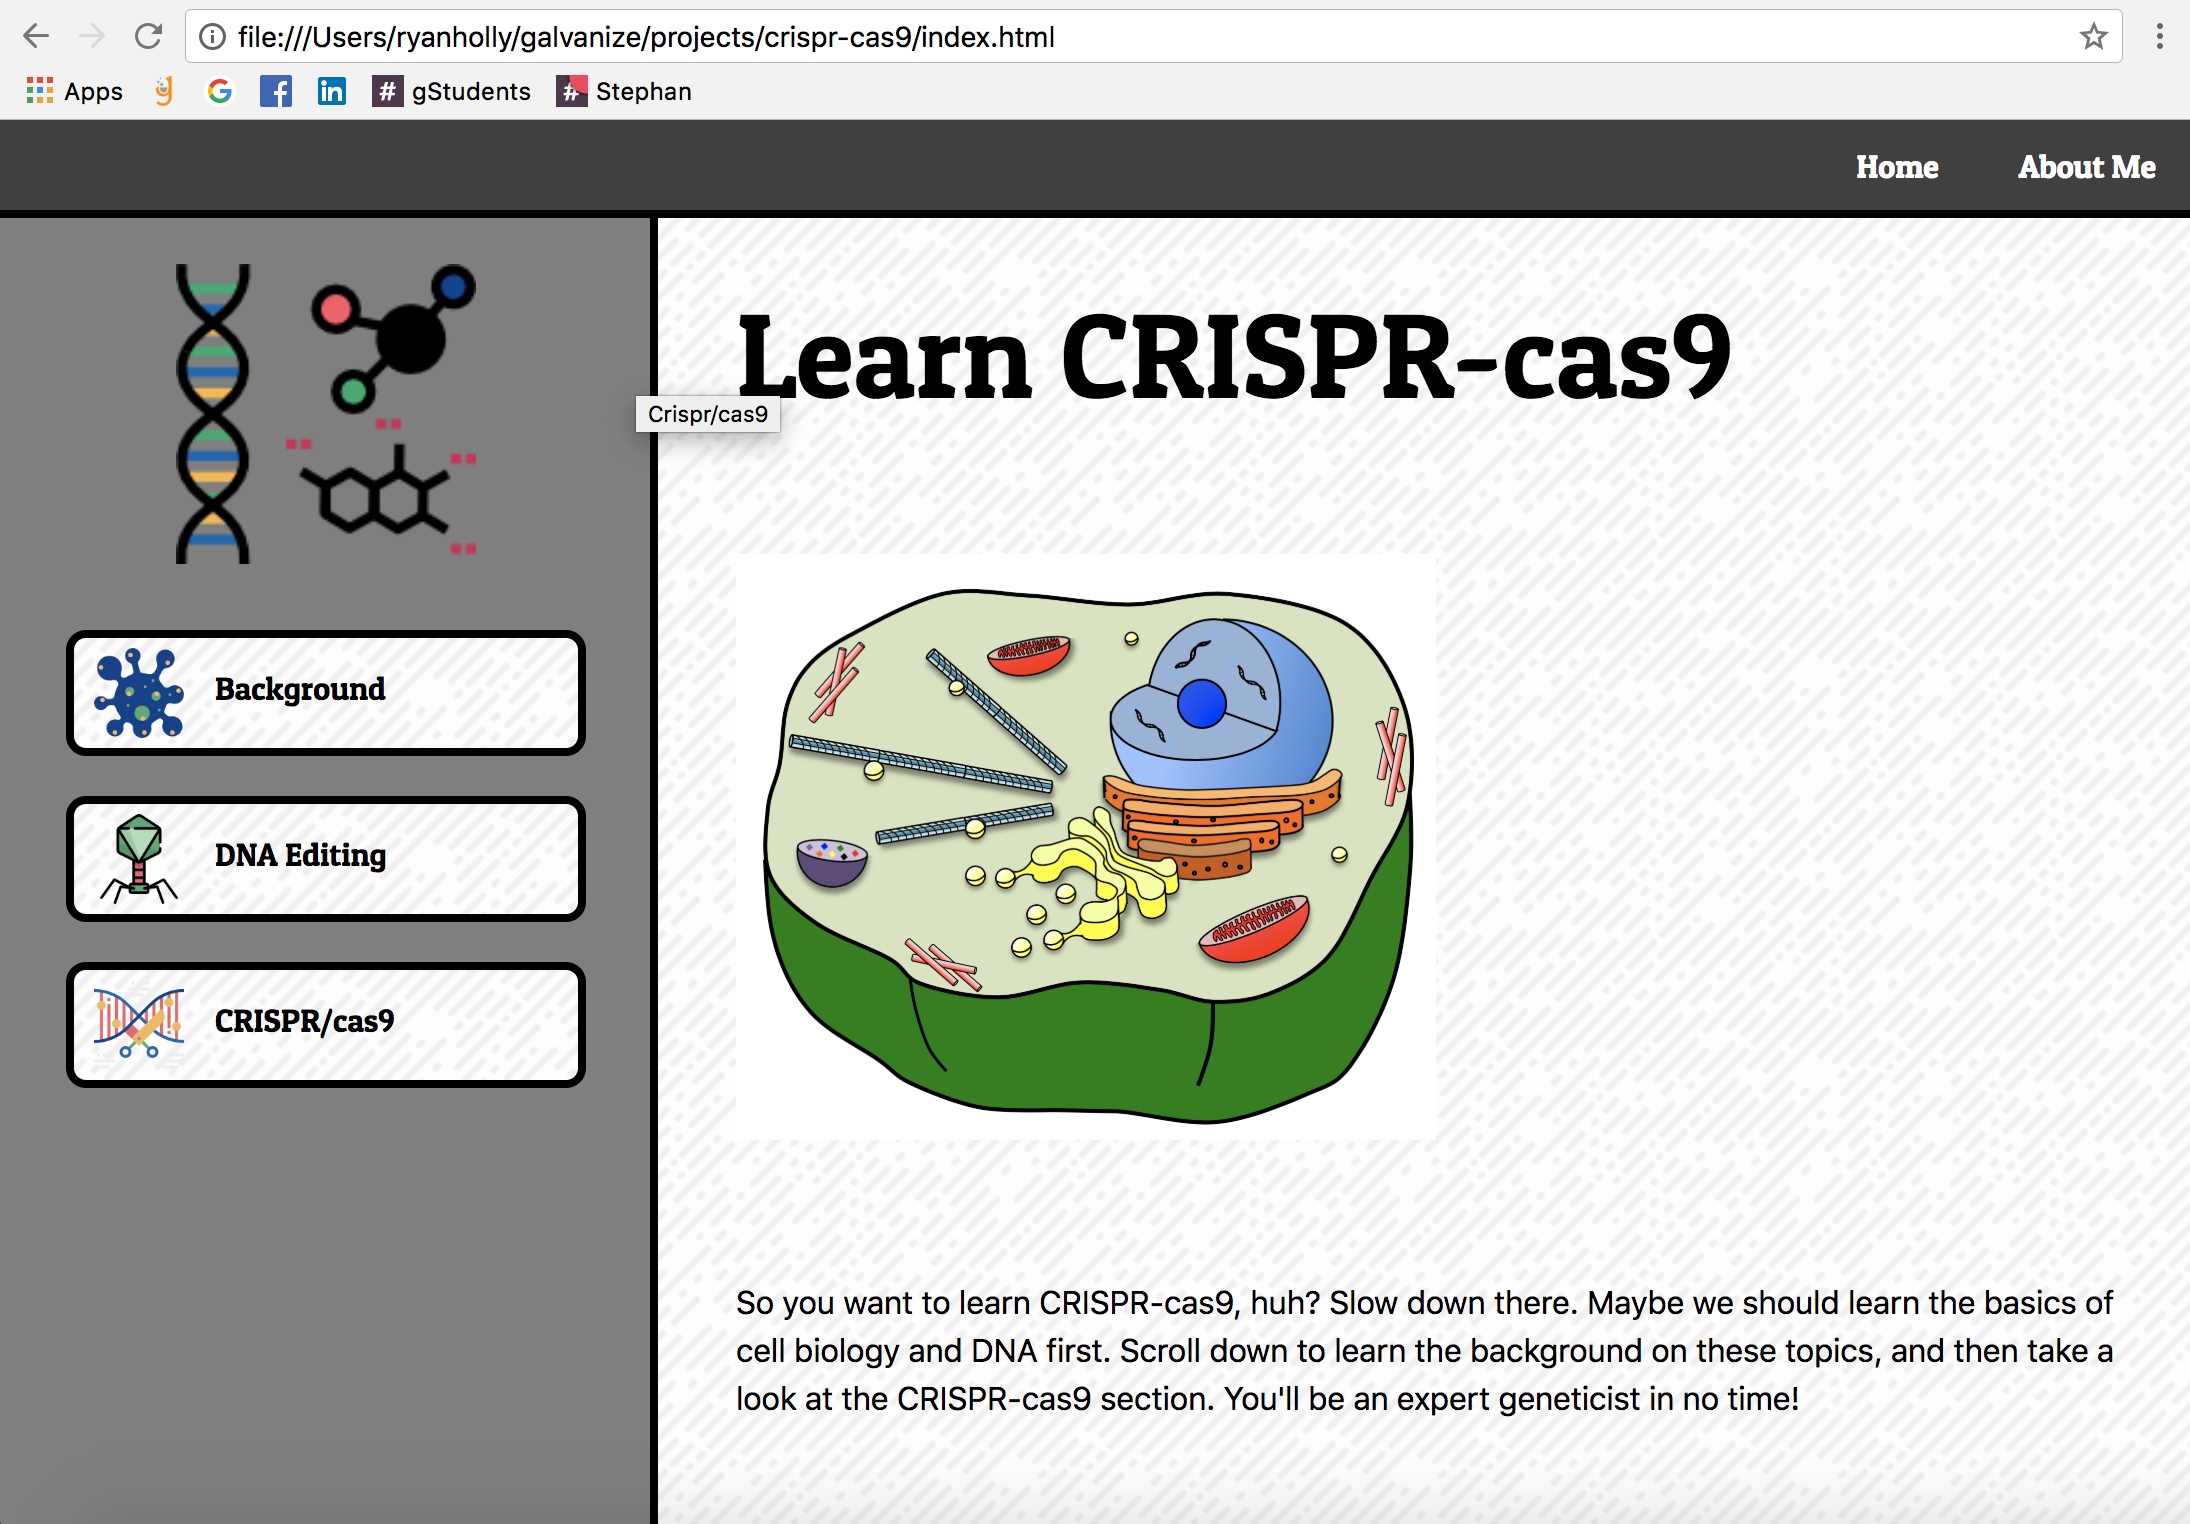 file:///Users/ryanholly/galvanize/projects/crispr-cas9/index.html
Apps
gStudents
Stephan
Home
About Me
Learn CRISPR-cas9
Crispr/cas9
Background
DNA Editing
CRISPR/cas9
So you want to learn CRISPR-cas9, huh? Slow down there. Maybe we should learn the basics of
cell biology and DNA first. Scroll down to learn the background on these topics, and then take a
look at the CRISPR-cas9 section. You'll be an expert geneticist in no time!